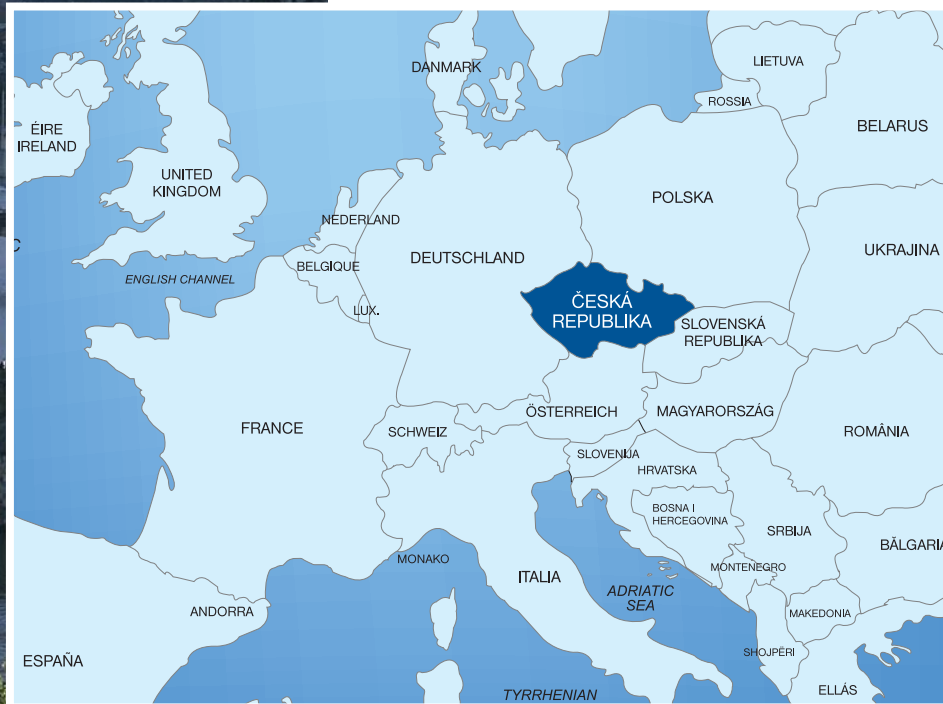 DANMARK
LIETUVA
ROSSIA
BELARUS
ÉIRE
IRELAND
UNITED
KINGDOM
POLSKA
NEDERLAND
DEUTSCHLAND
UKRAJINA
C
BELGIQUE
ENGLISH CHANNEL
LUX.
ČESKÁ
REPUBLIKA
SLOVENSKÁ
REPUBLIKA
ÖSTERREICH
MAGYARORSZÁG
FRANCE
SCHWEIZ
ROMÂNIA
SLOVENIJA
HRVATSKA
BOSNA I
HERCEGOVINA
SRBIJA
BĂLGARIA
MONAKO
MONTENEGRO
ITALIA
ADRIATIC
SEA
ANDORRA
MAKEDONIA
SHOJPËRI
ESPAÑA
ELLÁS
TYRRHENIAN